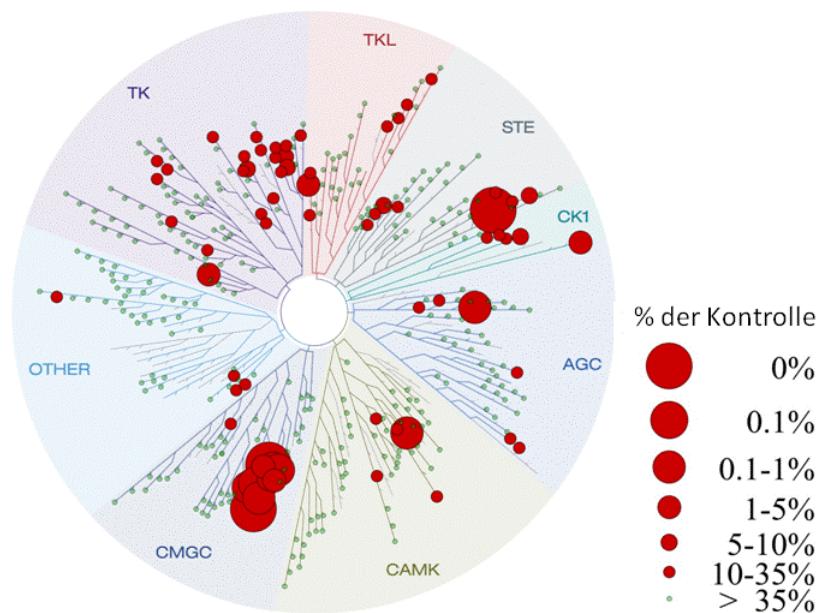 TKL
TK
STE
CK1
% der Kontrolle
0%
OTHER
AGC
0.1%
0.1-1%
1-5%
5-10%
CMGC
CAMK
10-35%
> 35%